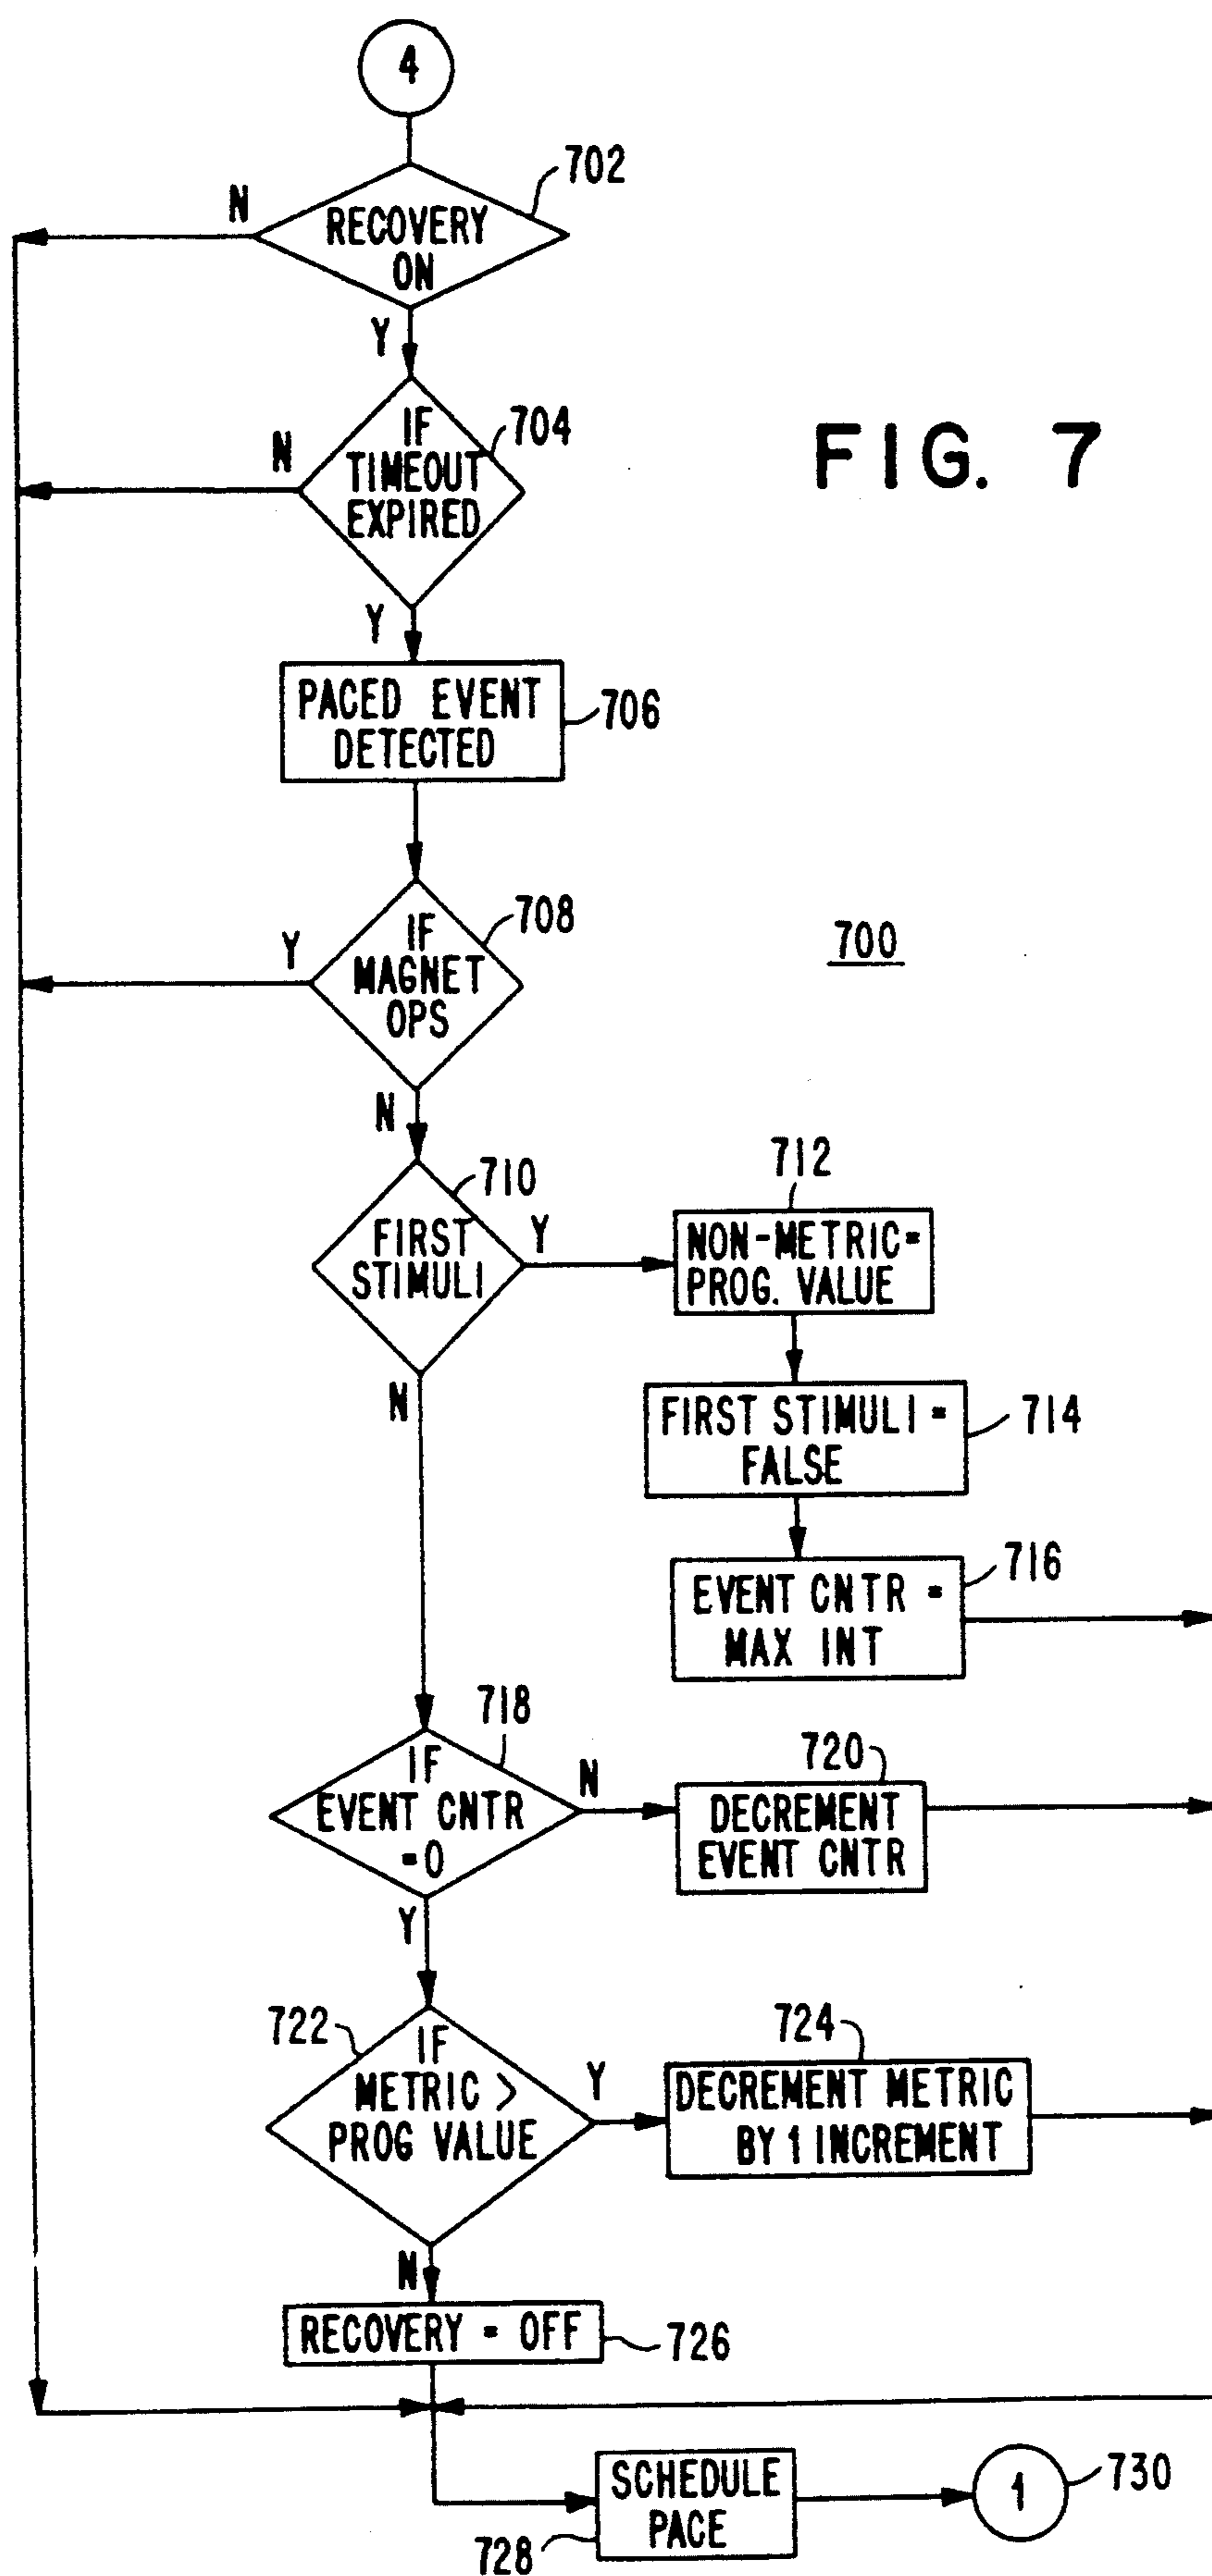 4
702
N
RECOVERY
ON
Y
IF
TIMEOUT
EXPIRED
704
N
FIG. 7
Y
PACED EVENT
DETECTED
706
IF
MAGNET
OPS
708
Y
700
N
710
FIRST
STIMULI
Y
712
NON-METRIC=
PROG. VALUE
N
FIRST STIMULI =
FALSE
714
EVENT CNTR =
MAX INT
716
718
IF
EVENT CNTR
=0
N
720
DECREMENT
EVENT CNTR
Y
722
IF
METRIC >
PROG VALUE
Y
724
DECREMENT METRIC
BY 1 INCREMENT
N
RECOVERY = OFF
726
SCHEDULE
PACE
728
1
730